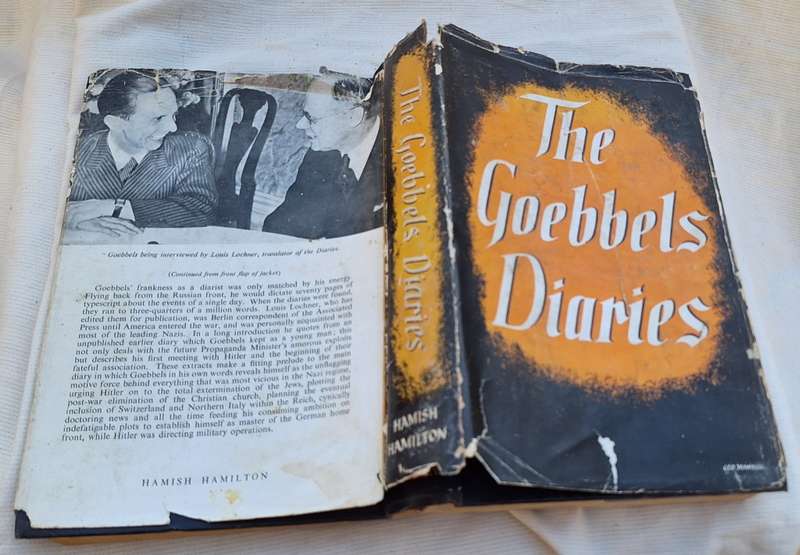 " Goebbels being interviewed by Louis Lochner, translator of the Diaries.
(Continued from front flap of jacket)
Goebbels' frankness as a diarist was only matched by his energy.
Flying back from the Russian front, he would dictate seventy pages of
typescript about the events of a single day. When the diaries were found,
they ran to three-quarters of a million words. Louis Lochner, who has
edited them for publication, was Berlin correspondent of the Associated
Press until America entered the war, and was personally acquainted with
most of the leading Nazis. In a long introduction he quotes from an
unpublished earlier diary which Goebbels kept as a young man; this
not only deals with the future Propaganda Minister's amorous exploits
but describes his first meeting with Hitler and the beginning of their
fateful association. These extracts make a fitting prelude to the main
diary in which Goebbels in his own words reveals himself as the unflagging
motive force behind everything that was most vicious in the Nazi regime,
urging Hitler on to the total extermination of the Jews, plotting the
post-war elimination of the Christian church, planning the eventual
inclusion of Switzerland and Northern Italy within the Reich, cynically
doctoring news and all the time feeding his consuming ambition on
indefatigable plots to establish himself as master of the German home
front, while Hitler was directing military operations.
HAMISH HAMILTON
The Goebbels Diaries
HAMISH
HAMILTON
The
Goebbels
Diaries